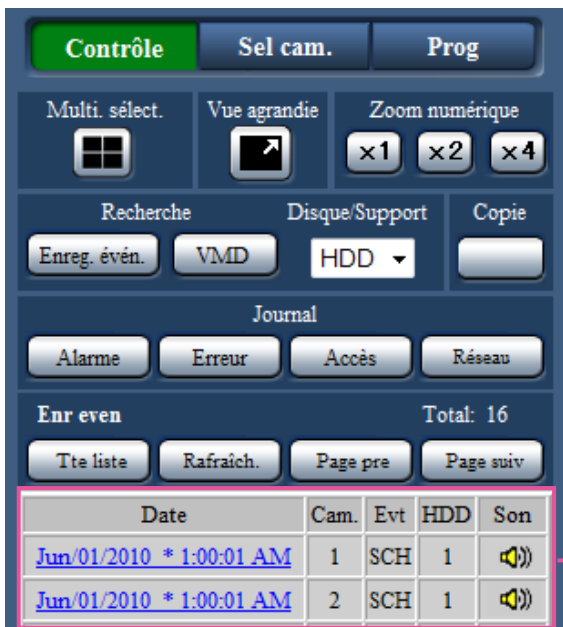 Contrôle Sel cam. Prog
Multi. sélect. Vue agrandie Zoom numérique
x1 x2 x4
Recherche Disque/Support Copie
Enreg. évén. VMD HDD
Journal
Alarme Erreur Accès Réseau
Enr even Total: 16
Tte liste Rafraîch. Page pre Page suiv
Date Cam. Evt HDD Son
Jun/01/2010 * 1:00:01 AM 1 SCH 1
Jun/01/2010 * 1:00:01 AM 2 SCH 1